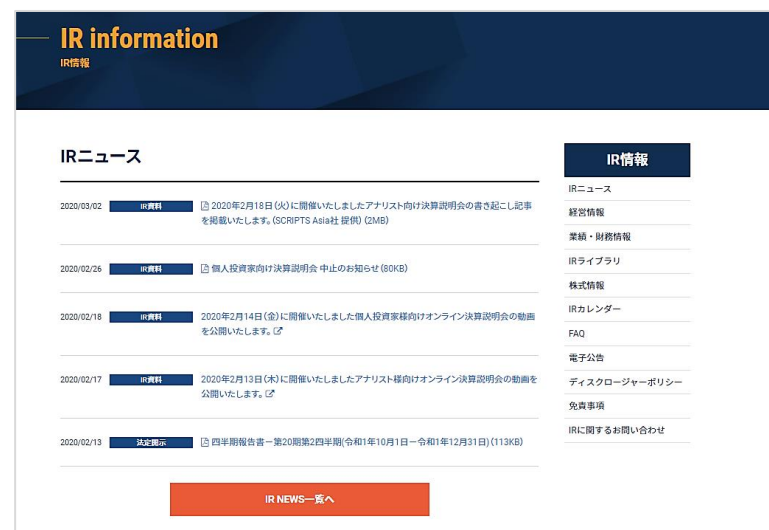 IR information
IR情報
IRニュース
2020/03/02 IR資料 2020年2月18日(火)に開催いたしましたアナリスト向け決算説明会の書き起こし記事
を掲載いたします。(SCRIPTS Asia社 提供) (2MB)
2020/02/26 IR資料 個人投資家向け決算説明会 中止のお知らせ (80KB)
2020/02/18 IR資料 2020年2月14日(金)に開催いたしました個人投資家様向けオンライン決算説明会の動画
を公開いたします。
2020/02/17 IR資料 2020年2月13日(木)に開催いたしましたアナリスト様向けオンライン決算説明会の動画を
公開いたします。
2020/02/13 法定開示 四半期報告書－第20期第2四半期(令和1年10月1日－令和1年12月31日) (113KB)
IR NEWS一覧へ
IR情報
IRニュース
経営情報
業績・財務情報
IRライブラリ
株式情報
IRカレンダー
FAQ
電子公告
ディスクロージャーポリシー
免責事項
IRに関するお問い合わせ